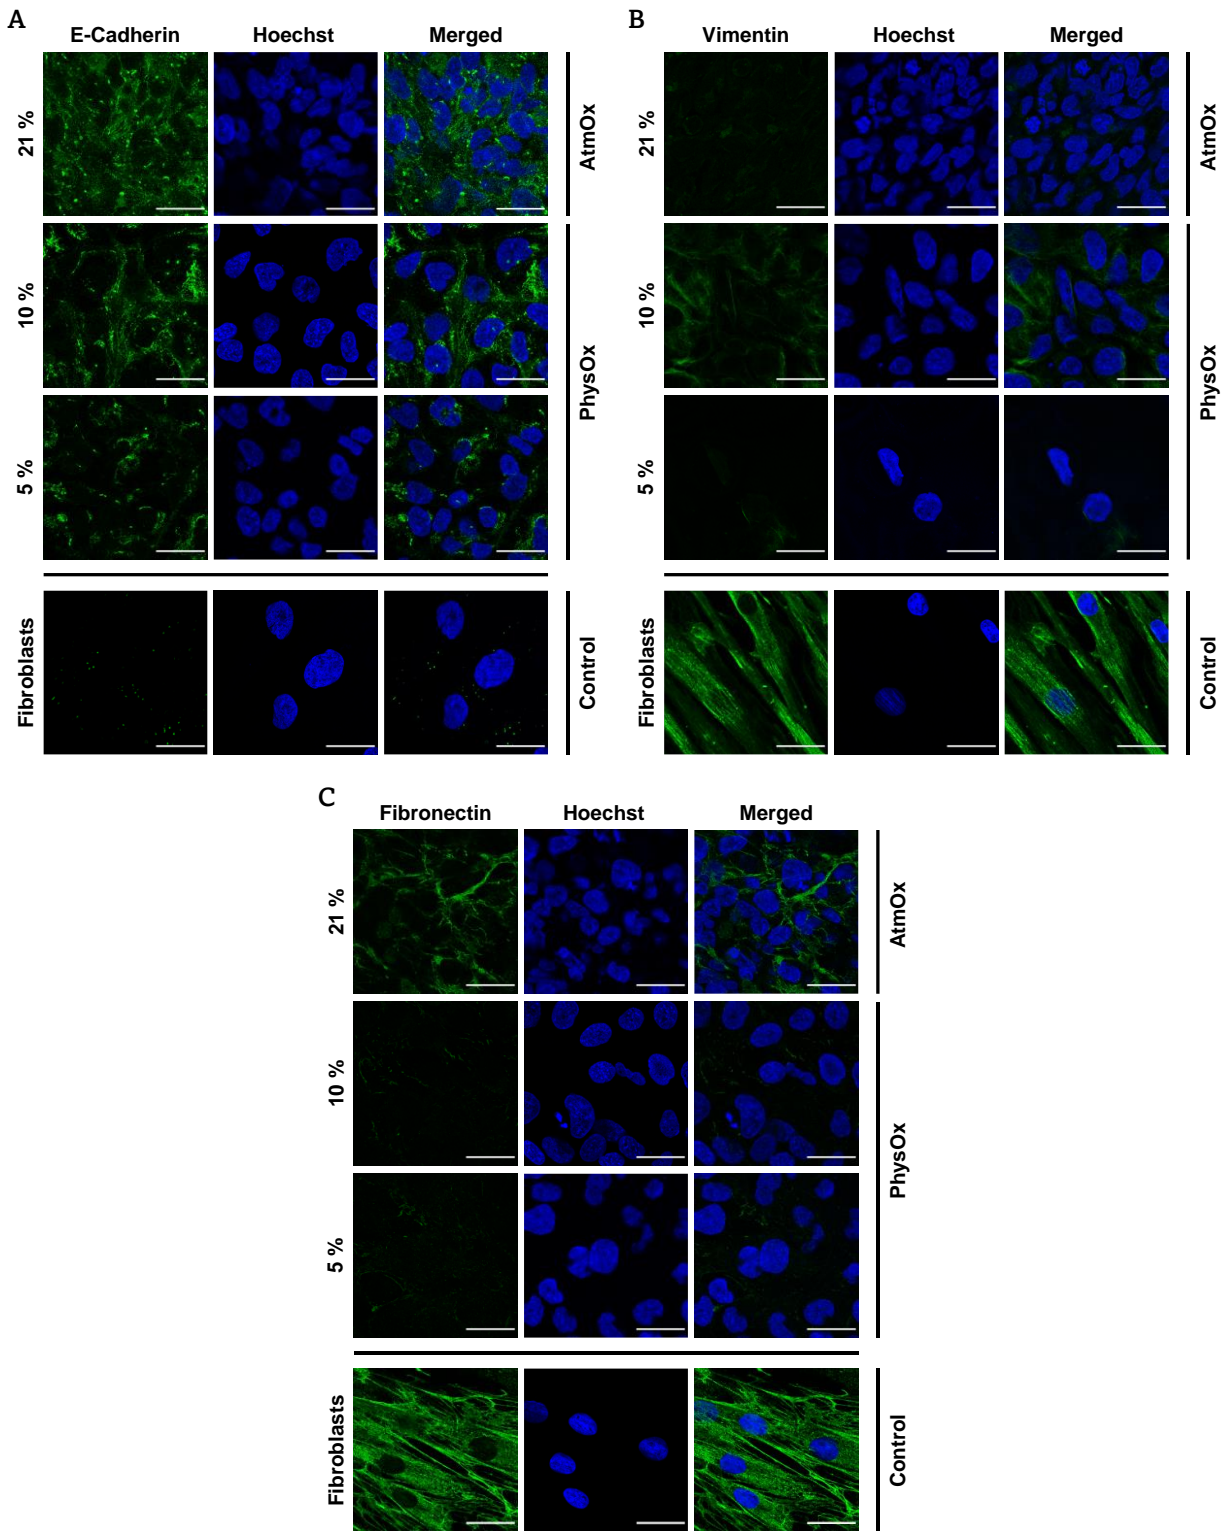 A
E-Cadherin Hoechst Merged
21 %
AtmOx
10 %
PhysOx
5 %
Fibroblasts
Control
B
Vimentin Hoechst Merged
21 %
AtmOx
10 %
PhysOx
5 %
Fibroblasts
Control
C
Fibronectin Hoechst Merged
21 %
AtmOx
10 %
PhysOx
5 %
Fibroblasts
Control